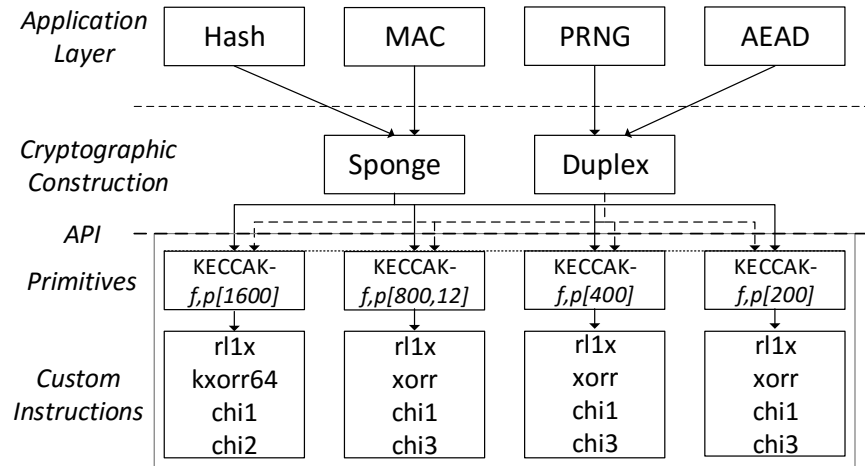 Application
Layer
Hash
MAC
PRNG
AEAD
Cryptographic
Construction
Sponge
Duplex
API
Primitives
KECCAK-
f,p[1600]
KECCAK-
f,p[800,12]
KECCAK-
f,p[400]
KECCAK-
f,p[200]
Custom
Instructions
rl1x
kxorr64
chi1
chi2
rl1x
xorr
chi1
chi3
rl1x
xorr
chi1
chi3
rl1x
xorr
chi1
chi3